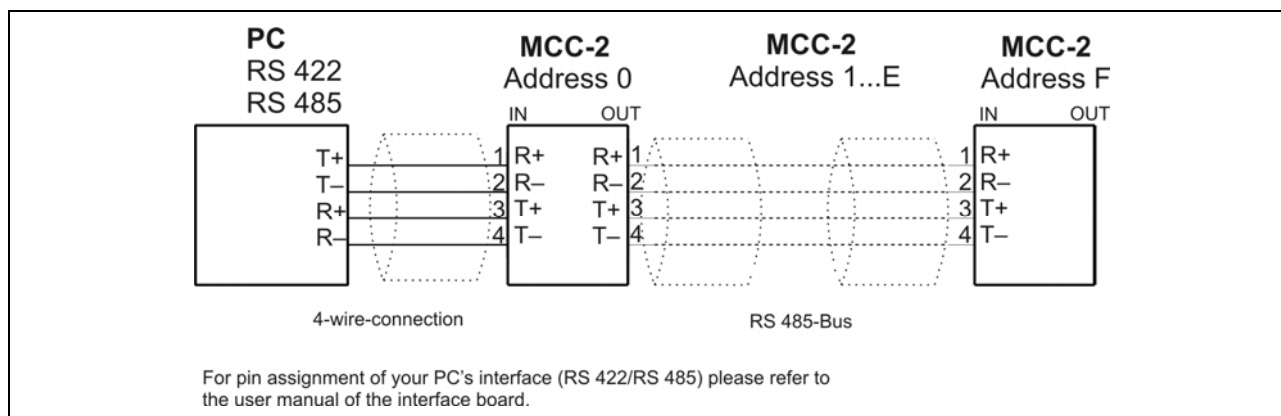 PC
RS 422
RS 485
MCC-2
Address 0
MCC-2
Address 1...E
MCC-2
Address F
IN OUT
IN OUT
T+ 1 R+ R+ 1 1 R+
T– 2 R– R– 2 2 R–
R+ 3 T+ T+ 3 3 T+
R– 4 T– T– 4 4 T–
4-wire-connection
RS 485-Bus
For pin assignment of your PC's interface (RS 422/RS 485) please refer to
the user manual of the interface board.